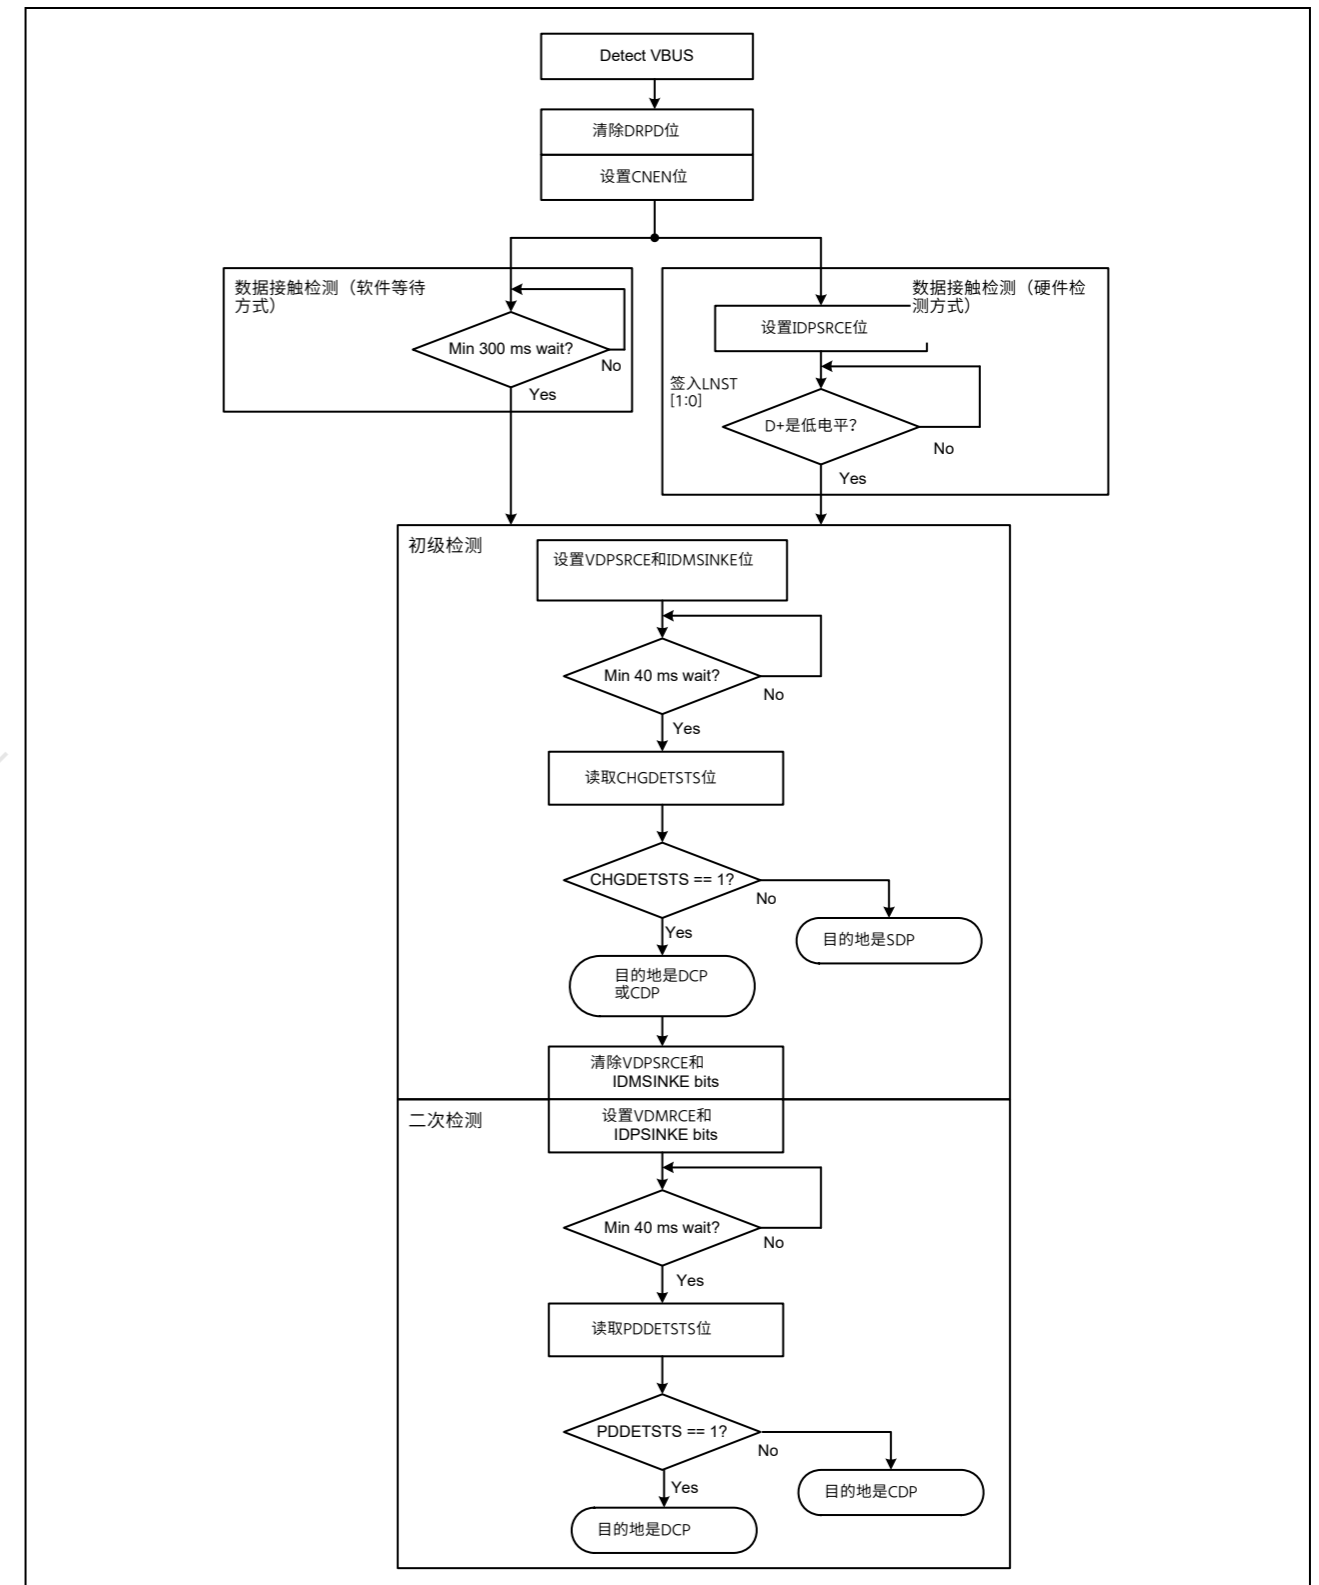 Detect VBUS
清除DRPD位
设置CNEN位
数据接触检测（软件等待
方式）
Min 300 ms wait?
No
Yes
数据接触检测（硬件检
测方式）
设置IDPSRCE位
签入LNST
[1:0]
D+是低电平？
No
Yes
初级检测
设置VDPSRCE和IDMSINKE位
Min 40 ms wait?
No
Yes
读取CHGDETSTS位
CHGDETSTS == 1?
No
Yes
目的地是SDP
目的地是DCP
或CDP
清除VDPSRCE和
IDMSINKE bits
二次检测
设置VDMRCE和
IDPSINKE bits
Min 40 ms wait?
No
Yes
读取PDDETSTS位
PDDETSTS == 1?
No
Yes
目的地是CDP
目的地是DCP